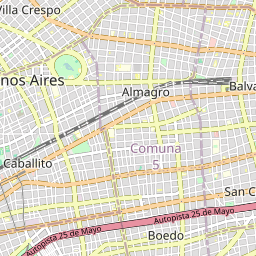 Villa Crespo
nos Aires
Almagro
Balva
Caballito
Comuna
5
San C
Autopista 25 de Mayo
Autopista 25 de Mayo
Boedo